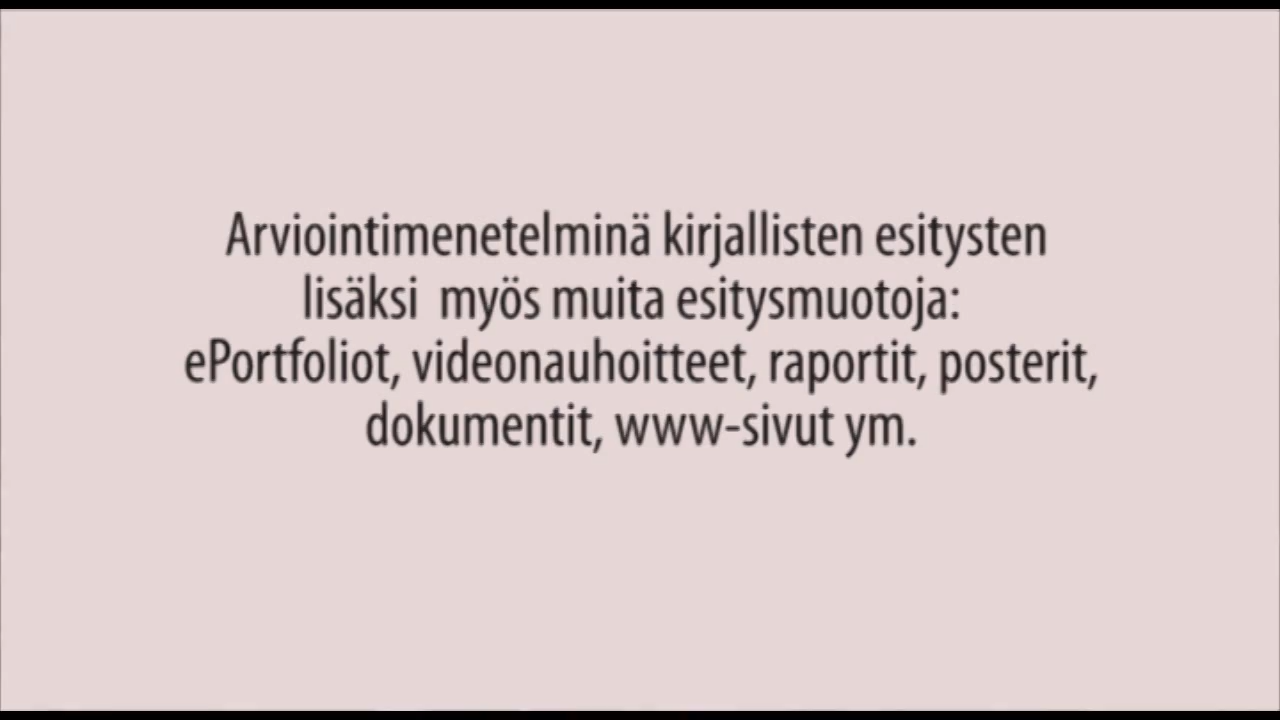 Arviointimenetelminä kirjallisten esitysten
lisäksi  myös muita esitysmuotoja:
ePortfoliot, videonauhoitteet, raportit, posterit,
dokumentit, www-sivut ym.